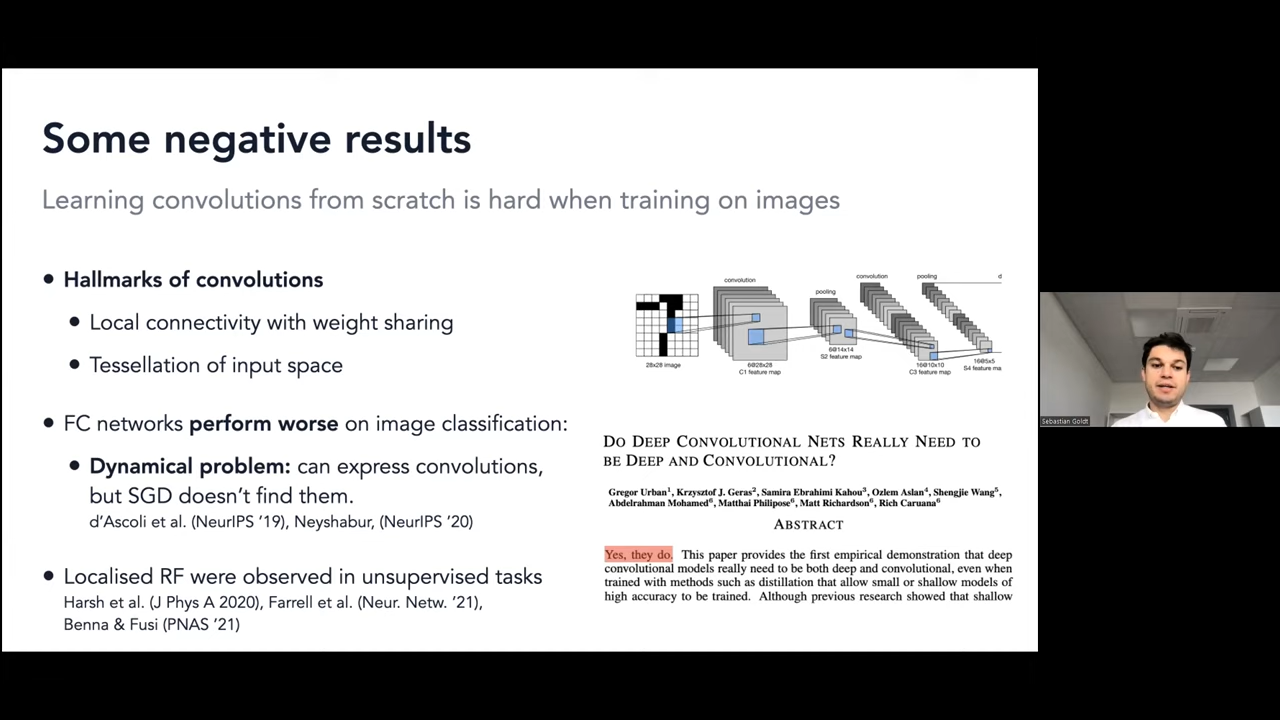 Some negative results
Learning convolutions from scratch is hard when training on images
• Hallmarks of convolutions
• Local connectivity with weight sharing
• Tessellation of input space
• FC networks perform worse on image classification:
• Dynamical problem: can express convolutions,
but SGD doesn't find them.
d'Ascoli et al. (NeurIPS '19), Neyshabur, (NeurIPS '20)
• Localised RF were observed in unsupervised tasks
Harsh et al. (J Phys A 2020), Farrell et al. (Neur. Netw. '21),
Benna & Fusi (PNAS '21)
convolution
pooling
convolution
pooling
d
28x28 image
6@28x28
C1 feature map
6@14x14
S2 feature map
16@10x10
C3 feature map
16@5x5
S4 feature ma
DO DEEP CONVOLUTIONAL NETS REALLY NEED TO
BE DEEP AND CONVOLUTIONAL?
Gregor Urban¹, Krzysztof J. Geras², Samira Ebrahimi Kahou³, Ozlem Aslan⁴, Shengjie Wang⁵,
Abdelrahman Mohamed⁶, Matthai Philipose⁶, Matt Richardson⁶, Rich Caruana⁶
ABSTRACT
Yes, they do. This paper provides the first empirical demonstration that deep
convolutional models really need to be both deep and convolutional, even when
trained with methods such as distillation that allow small or shallow models of
high accuracy to be trained. Although previous research showed that shallow
Sebastian Goldt